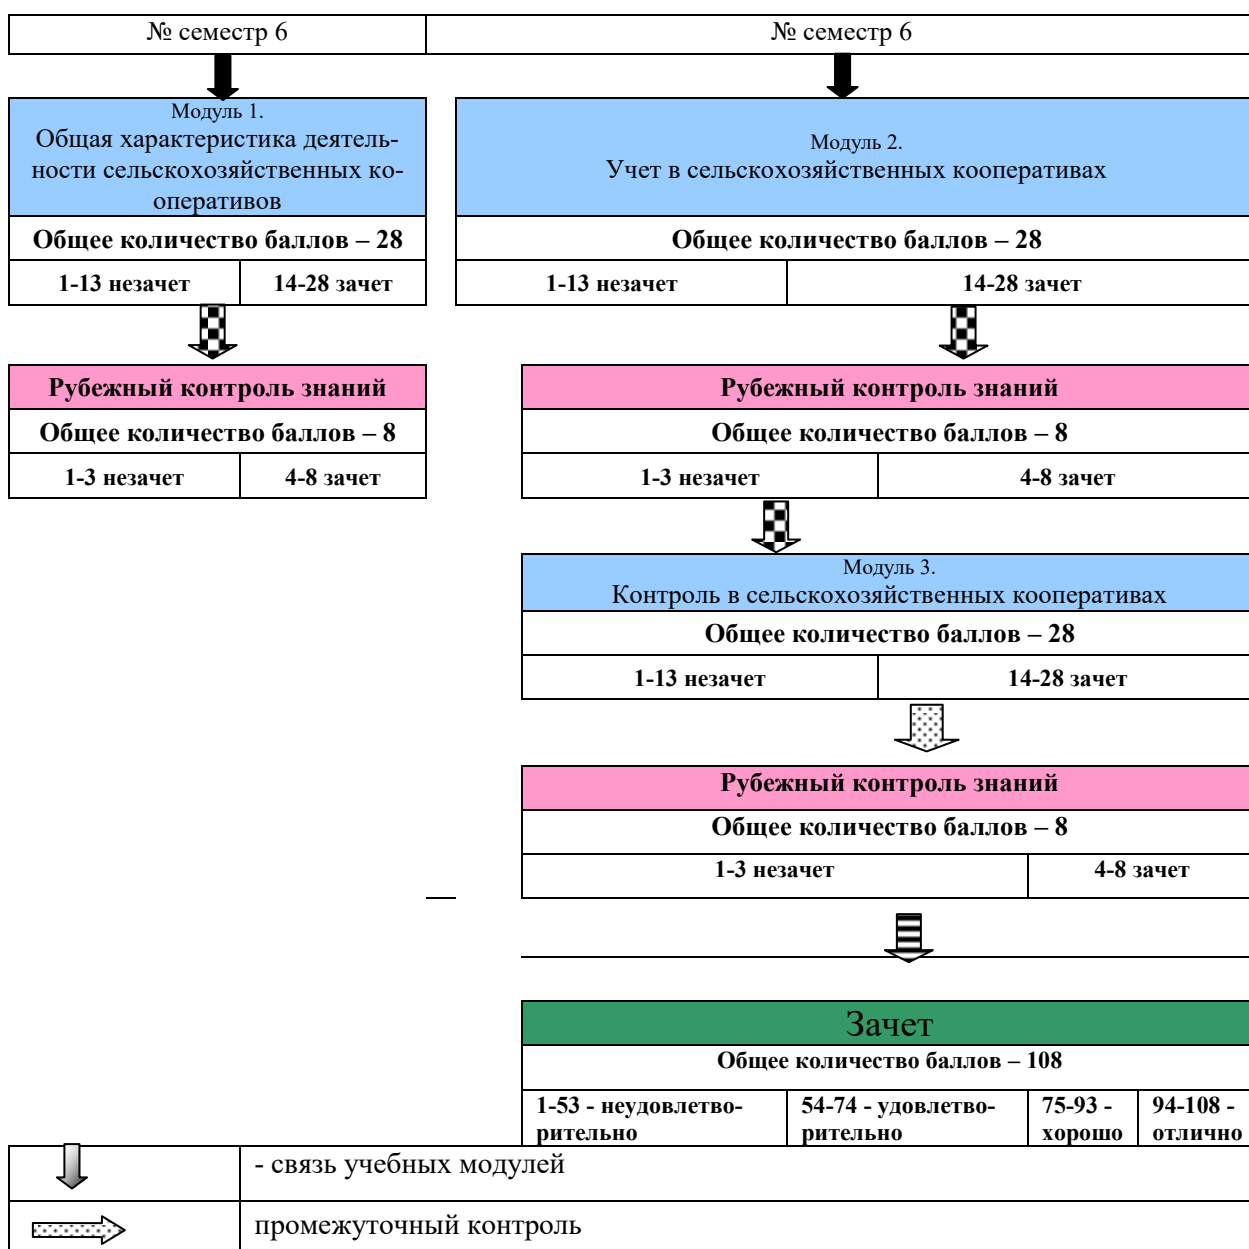 № семестр 6
№ семестр 6
Модуль 1.
Общая характеристика деятель-
ности сельскохозяйственных ко-
оперативов
Общее количество баллов – 28
1-13 незачет
14-28 зачет
Модуль 2.
Учет в сельскохозяйственных кооперативах
Общее количество баллов – 28
1-13 незачет
14-28 зачет
Рубежный контроль знаний
Общее количество баллов – 8
1-3 незачет
4-8 зачет
Рубежный контроль знаний
Общее количество баллов – 8
1-3 незачет
4-8 зачет
Модуль 3.
Контроль в сельскохозяйственных кооперативах
Общее количество баллов – 28
1-13 незачет
14-28 зачет
Рубежный контроль знаний
Общее количество баллов – 8
1-3 незачет
4-8 зачет
Зачет
Общее количество баллов – 108
1-53 - неудовлетво-
рительно
54-74 - удовлетво-
рительно
75-93 -
хорошо
94-108 -
отлично
- связь учебных модулей
промежуточный контроль